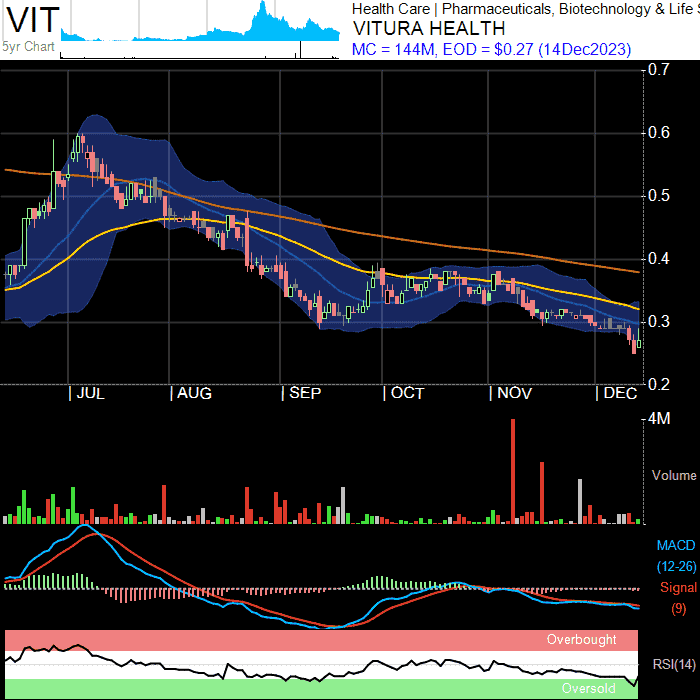 VIT
5yr Chart
Health Care | Pharmaceuticals, Biotechnology & Life S
VITURA HEALTH
MC = 144M, EOD = $0.27 (14Dec2023)
0.7
0.6
0.5
0.4
0.3
0.2
| JUL | AUG | SEP | OCT | NOV | DEC
4M
Volume
MACD
(12-26)
Signal
(9)
Overbought
RSI(14)
Oversold